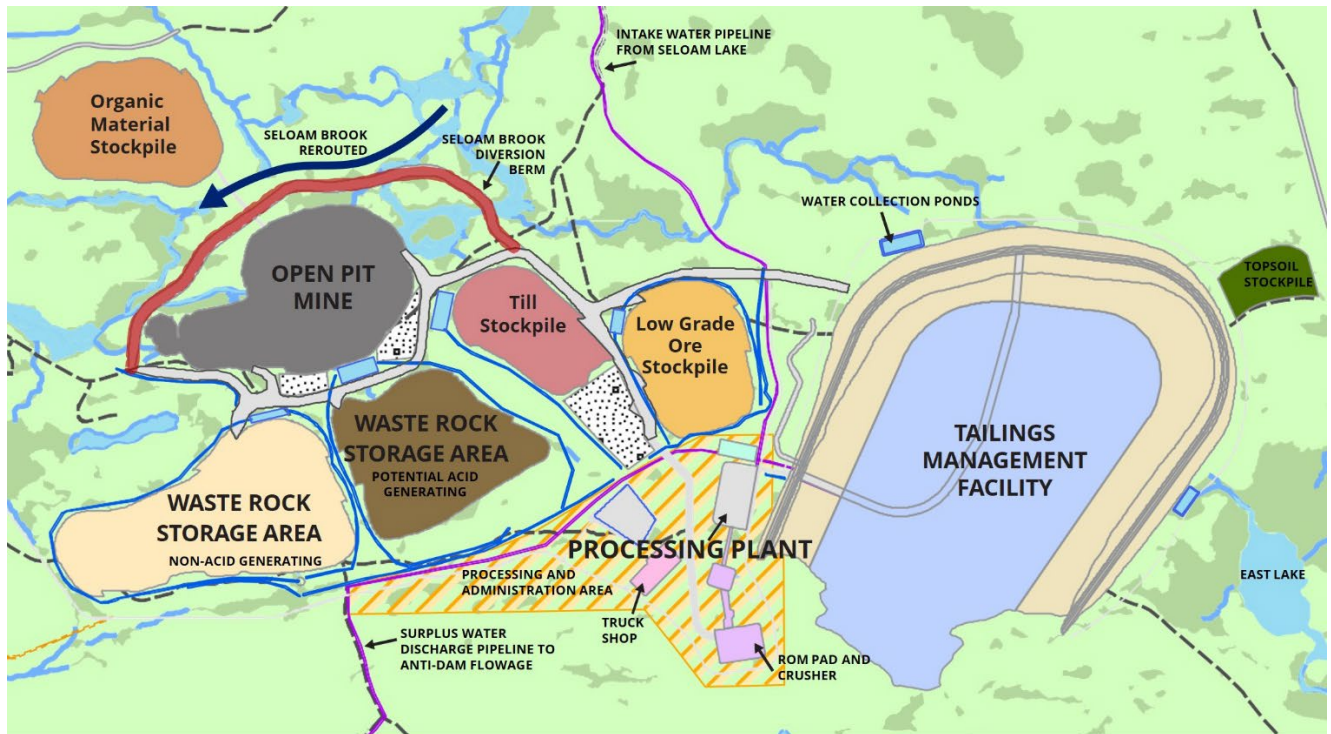 INTAKE WATER PIPELINE
FROM SELOAM LAKE
Organic
Material
Stockpile
SELOAM BROOK
REROUTED
SELOAM BROOK
DIVERSION
BERM
WATER COLLECTION PONDS
OPEN PIT
MINE
Till
Stockpile
Low Grade
Ore
Stockpile
TOPSOIL
STOCKPILE
WASTE ROCK
STORAGE AREA
POTENTIAL ACID
GENERATING
TAILINGS
MANAGEMENT
FACILITY
WASTE ROCK
STORAGE AREA
NON-ACID GENERATING
PROCESSING PLANT
PROCESSING AND
ADMINISTRATION AREA
EAST LAKE
TRUCK
SHOP
SURPLUS WATER
DISCHARGE PIPELINE TO
ANTI-DAM FLOWAGE
ROM PAD AND
CRUSHER